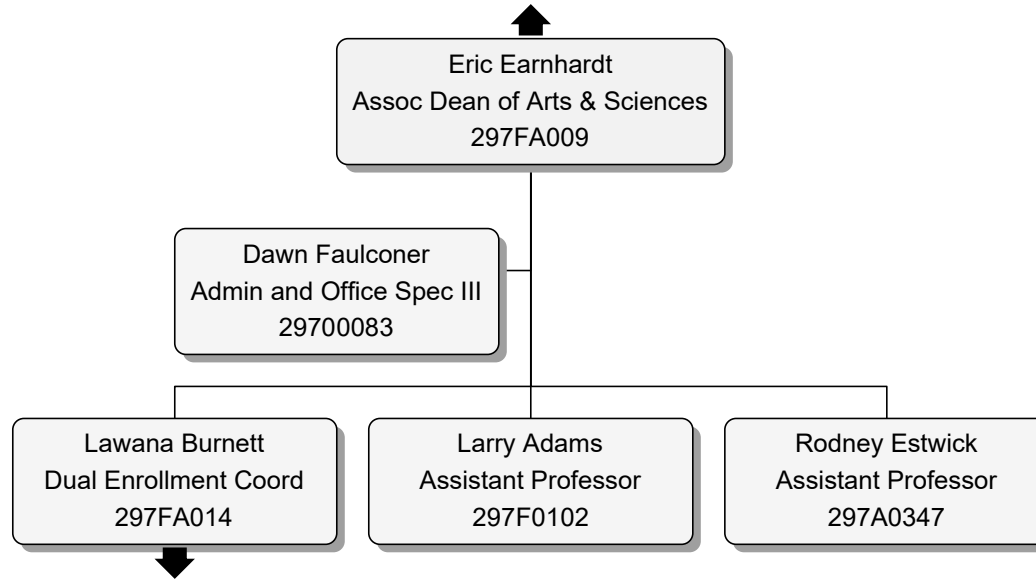 Eric Earnhardt
Assoc Dean of Arts & Sciences
297FA009
Dawn Faulconer
Admin and Office Spec III
29700083
Lawana Burnett
Dual Enrollment Coord
297FA014
Larry Adams
Assistant Professor
297F0102
Rodney Estwick
Assistant Professor
297A0347